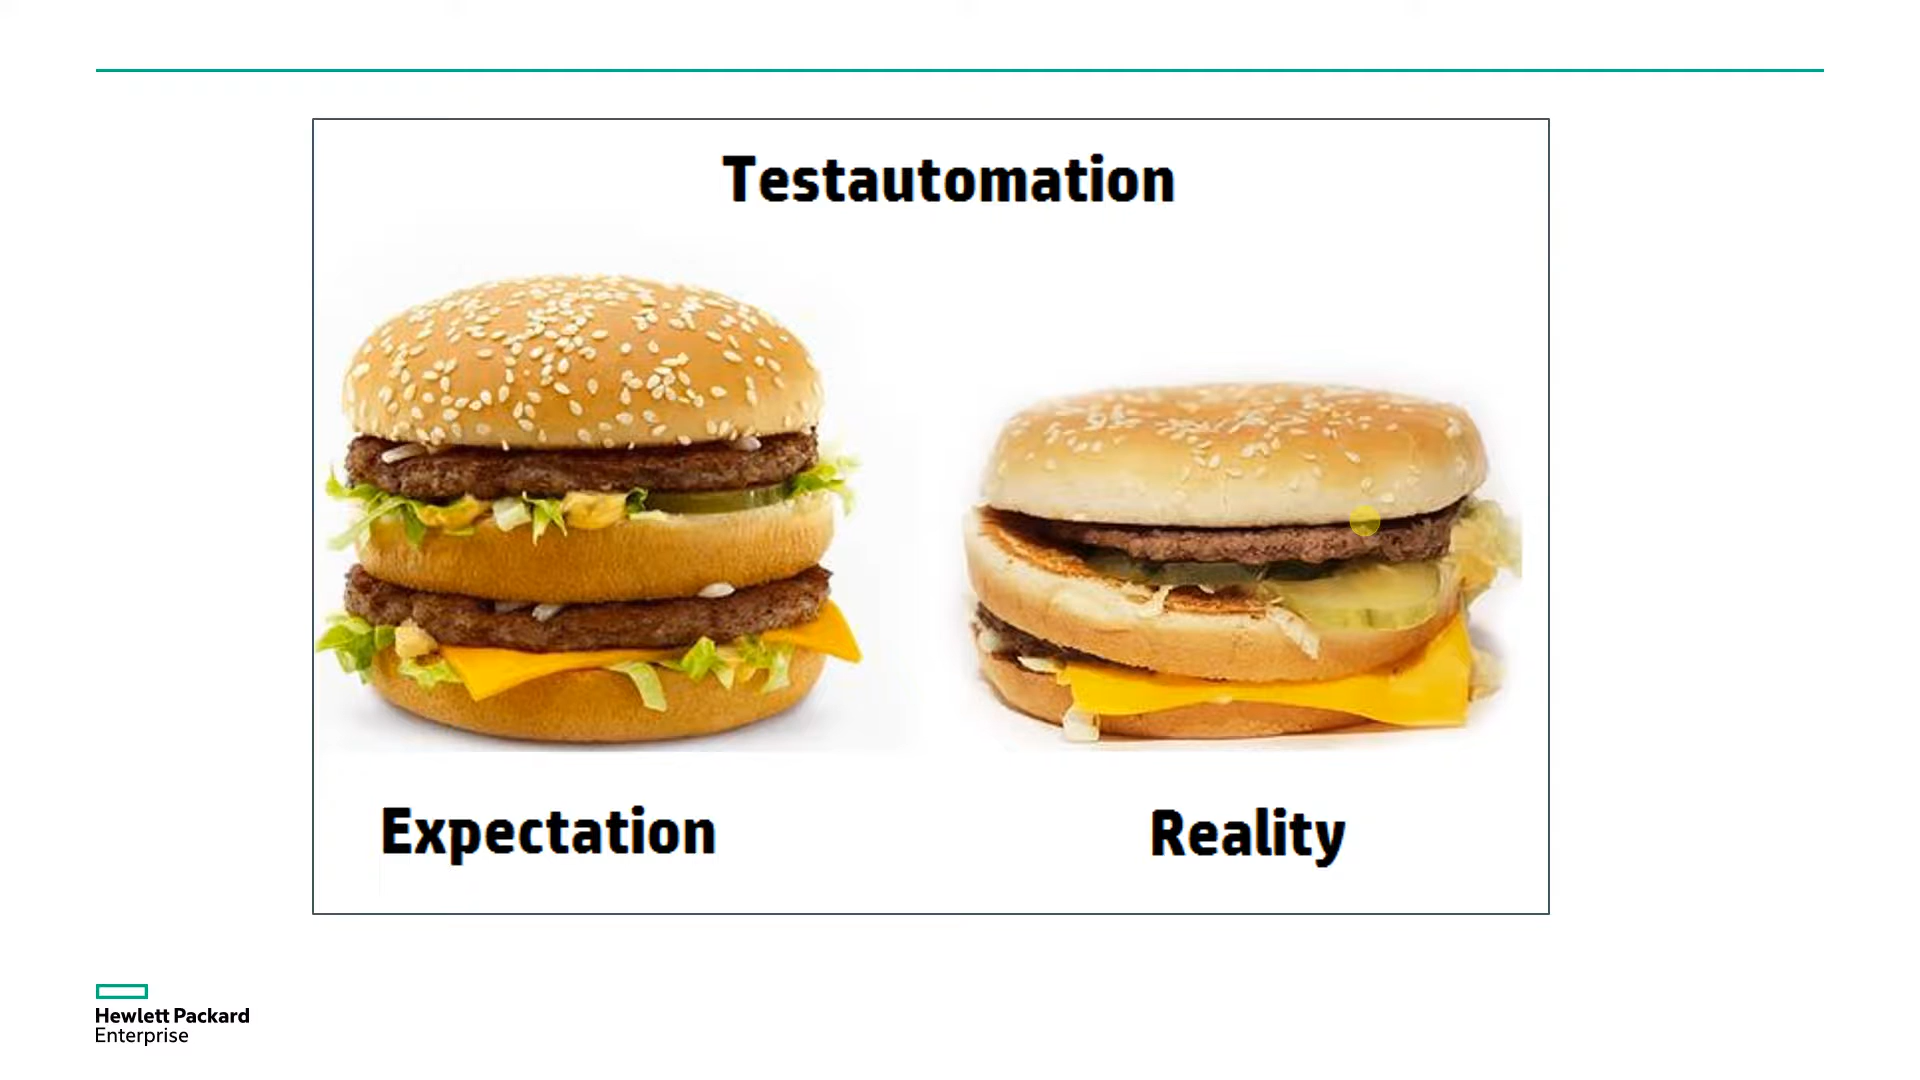 Testautomation
Expectation
Reality
Hewlett Packard
Enterprise